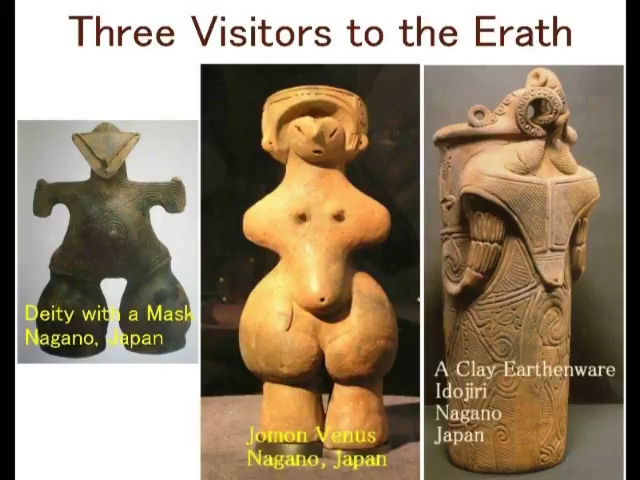 Three Visitors to the Erath
Deity with a Mask
Nagano, Japan
Jomon Venus
Nagano, Japan
A Clay Earthenware
Idojiri
Nagano
Japan